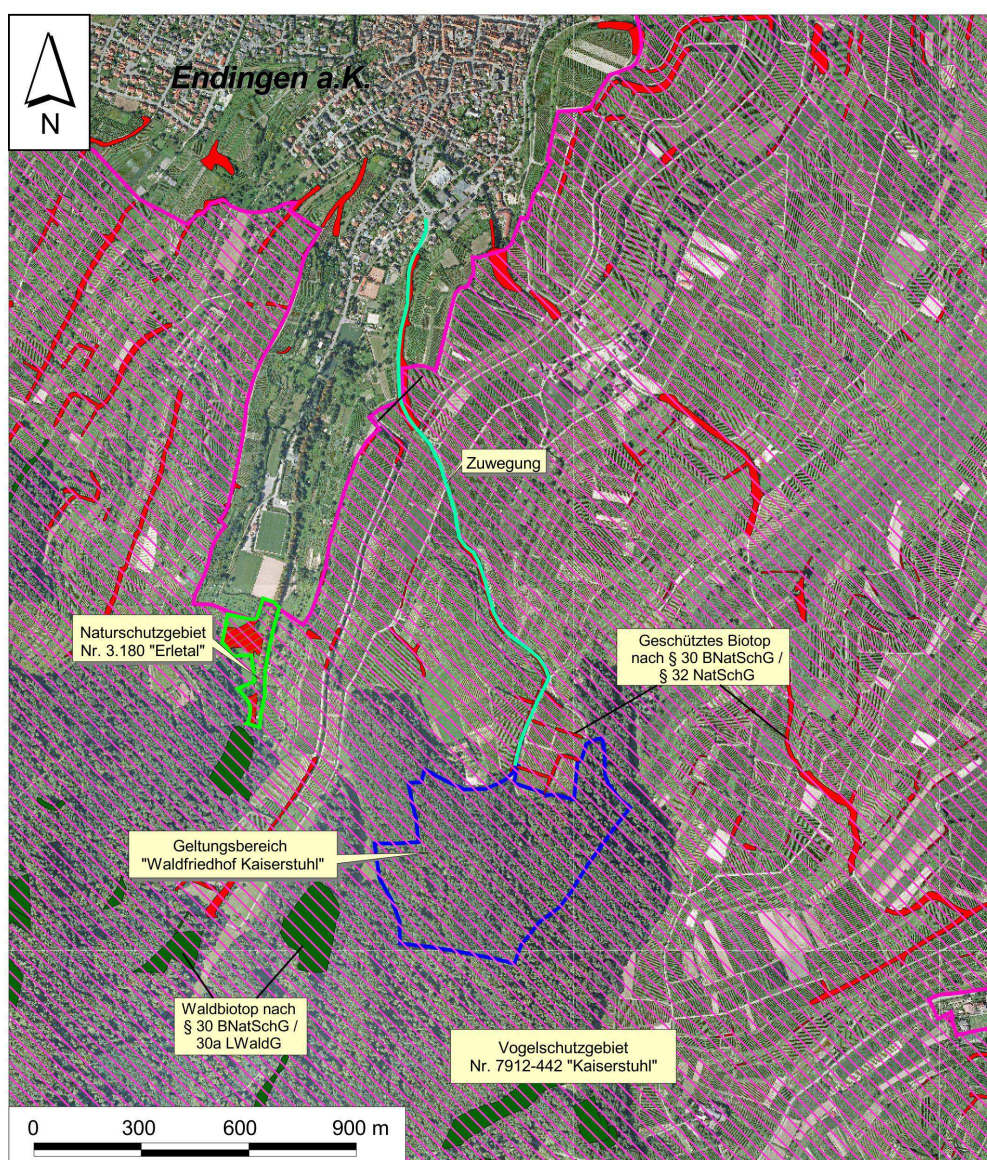 Endingen a.K.
N
Zuwegung
Naturschutzgebiet
Nr. 3.180 "Erletal"
Geschütztes Biotop
nach § 30 BNatSchG /
§ 32 NatSchG
Geltungsbereich
"Waldfriedhof Kaiserstuhl"
Waldbiotop nach
§ 30 BNatSchG /
30a LWaldG
Vogelschutzgebiet
Nr. 7912-442 "Kaiserstuhl"
0 300 600 900 m